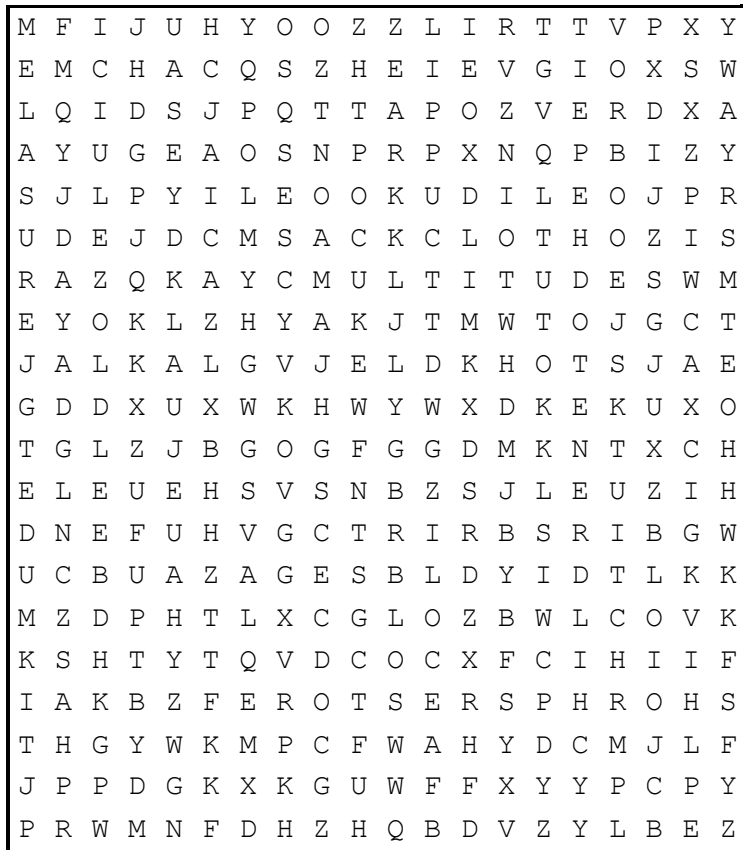 M F I J U H Y O O Z Z L I R T T V P X Y
E M C H A C Q S Z H E I E V G I O X S W
L Q I D S J P Q T T A P O Z V E R D X A
A Y U G E A O S N P R P X N Q P B I Z Y
S J L P Y I L E O O K U D I L E O J P R
U D E J D C M S A C K C L O T H O Z I S
R A Z Q K A Y C M U L T I T U D E S W M
E Y O K L Z H Y A K J T M W T O J G C T
J A L K A L G V J E L D K H O T S J A E
G D D X U X W K H W Y W X D K E K U X O
T G L Z J B G O G F G G D M K N T X C H
E L E U E H S V S N B Z S J L E U Z I H
D N E F U H V G C T R I R B S R I B G W
U C B U A Z A G E S B L D Y I D T L K K
M Z D P H T L X C G L O Z B W L C O V K
K S H T Y T Q V D C O C X F C I H I I F
I A K B Z F E R O T S E R S P H R O H S
T H G Y W K M P C F W A H Y D C M J L F
J P P D G K X K G U W F F X Y Y P C P Y
P R W M N F D H Z H Q B D V Z Y L B E Z